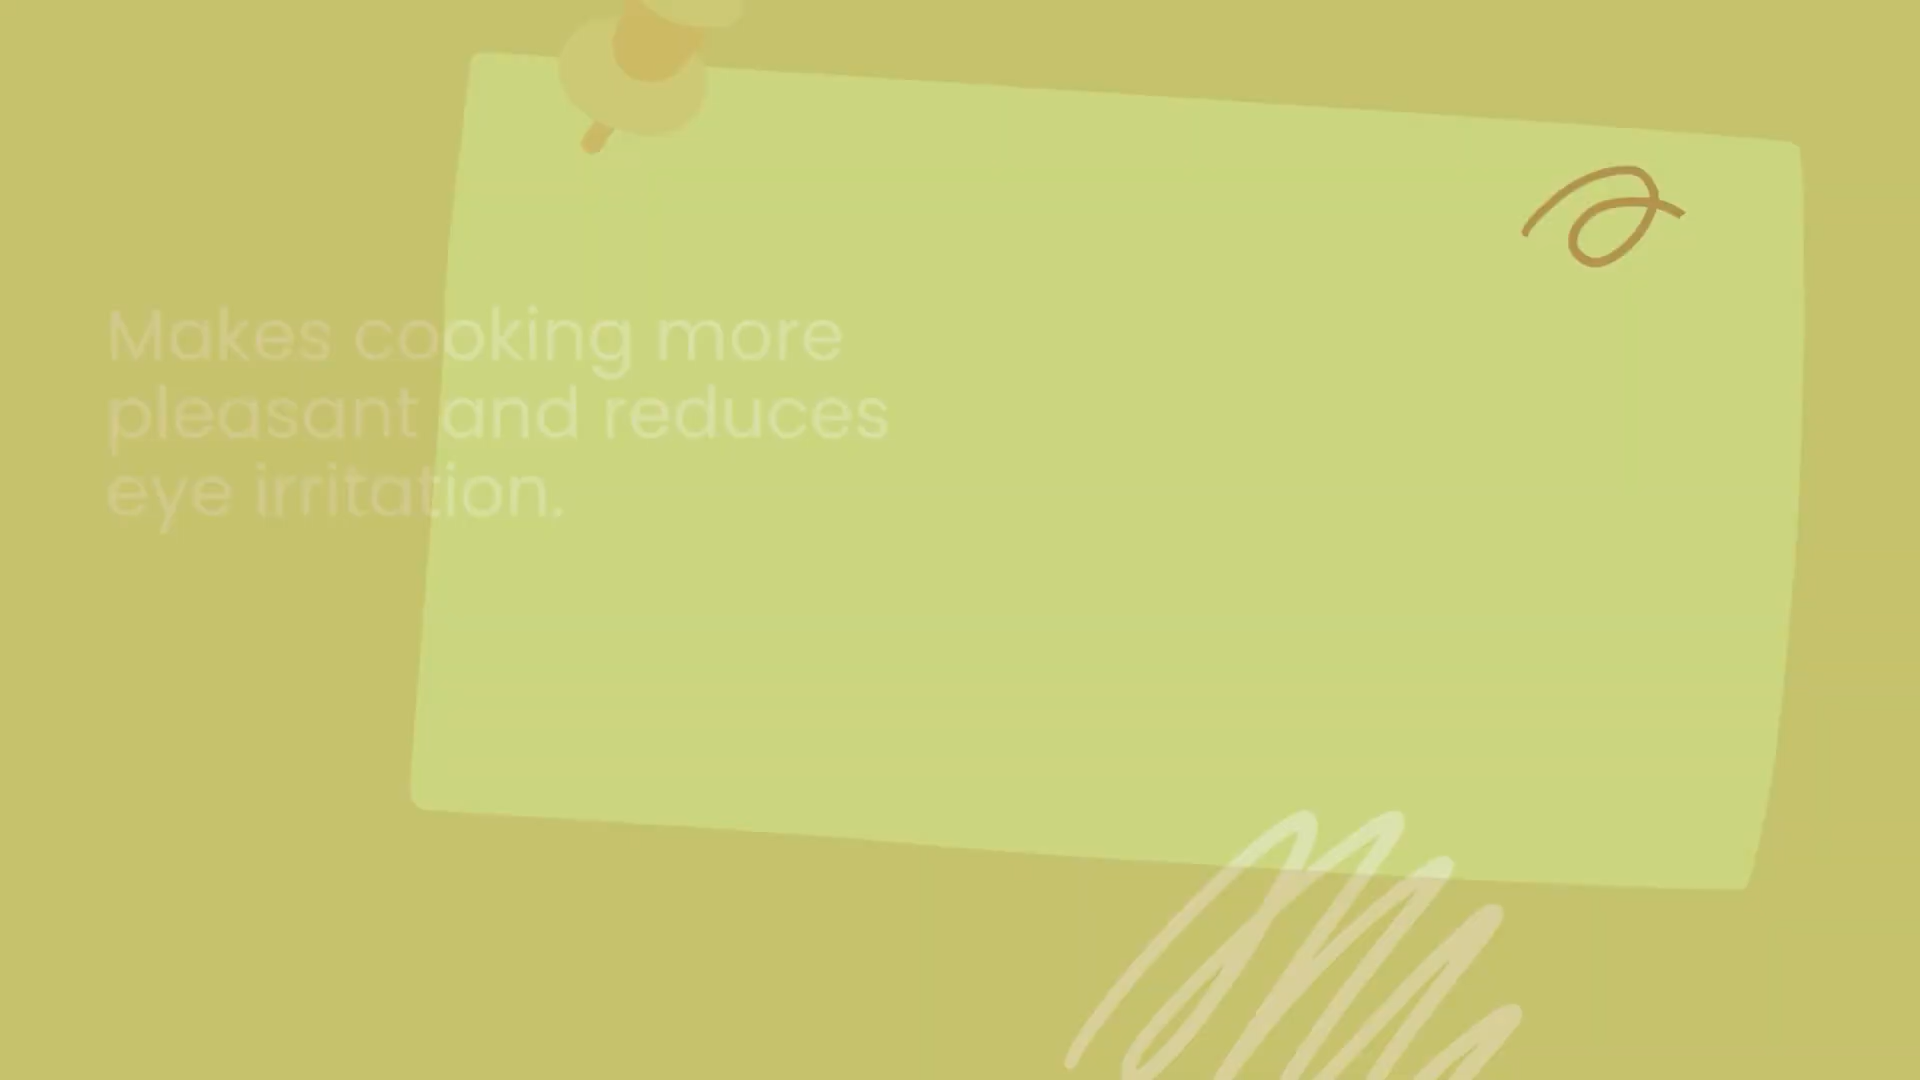 Makes cooking more
pleasant and reduces
eye irritation.